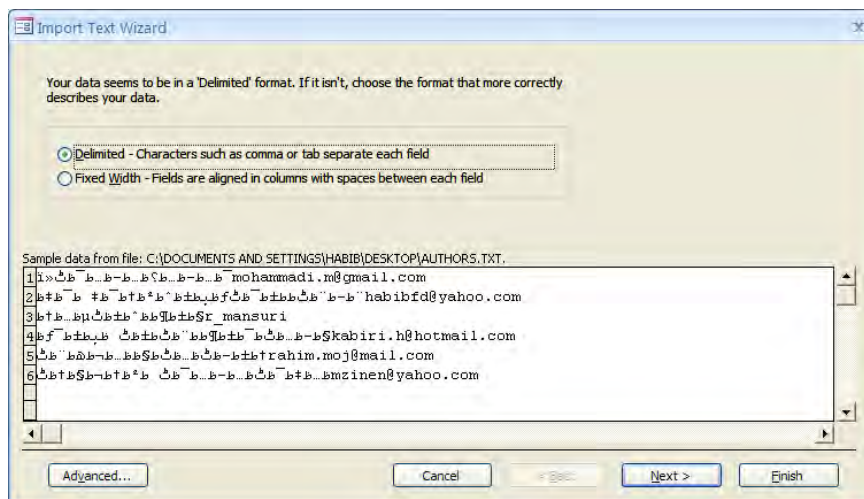 Import Text Wizard
Your data seems to be in a 'Delimited' format. If it isn't, choose the format that more correctly
describes your data.
Delimited - Characters such as comma or tab separate each field
Fixed Width - Fields are aligned in columns with spaces between each field
Sample data from file: C:\DOCUMENTS AND SETTINGS\HABIB\DESKTOP\AUTHORS.TXT.
1 mohammadi.m@gmail.com
2 habibfd@yahoo.com
3 r_mansuri
4 kabiri.h@hotmail.com
5 rahim.moj@mail.com
6 mzinen@yahoo.com
Advanced... Cancel < Back Next > Finish